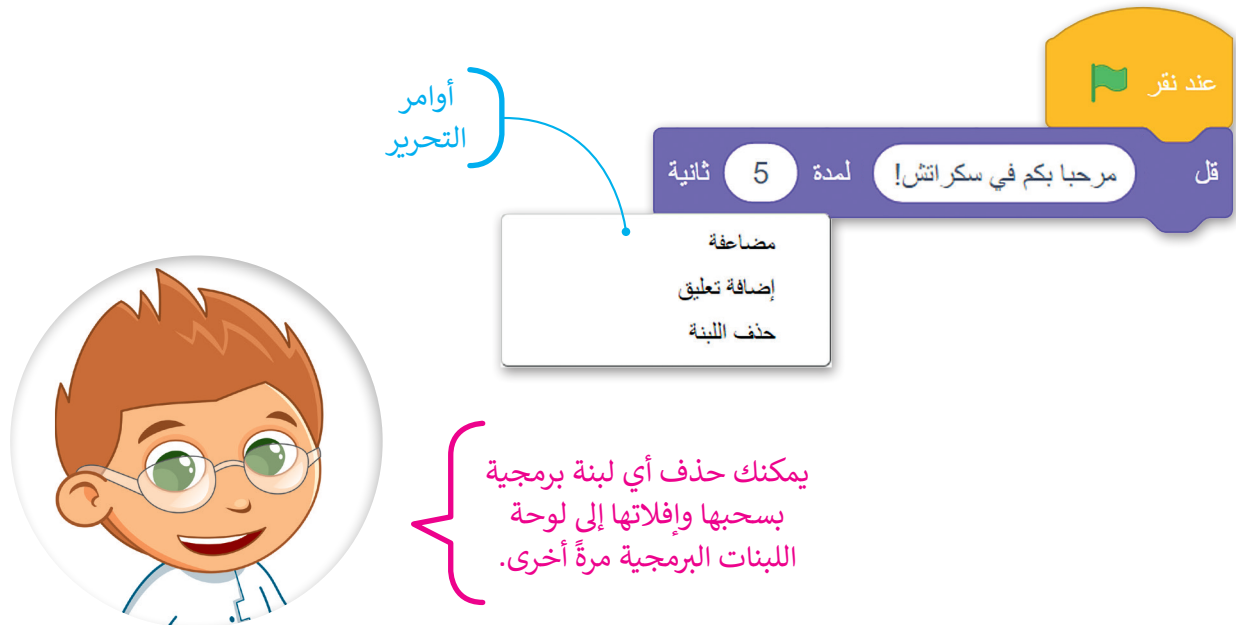 عند نقر
قل مرحبا بكم في سكراتش! لمدة 5 ثانية
أوامر
التحرير
مضاعفة
إضافة تعليق
حذف اللبنة
يمكنك حذف أي لبنة برمجية
بسحبها وإفلاتها إلى لوحة
اللبنات البرمجية مرةً أخرى.